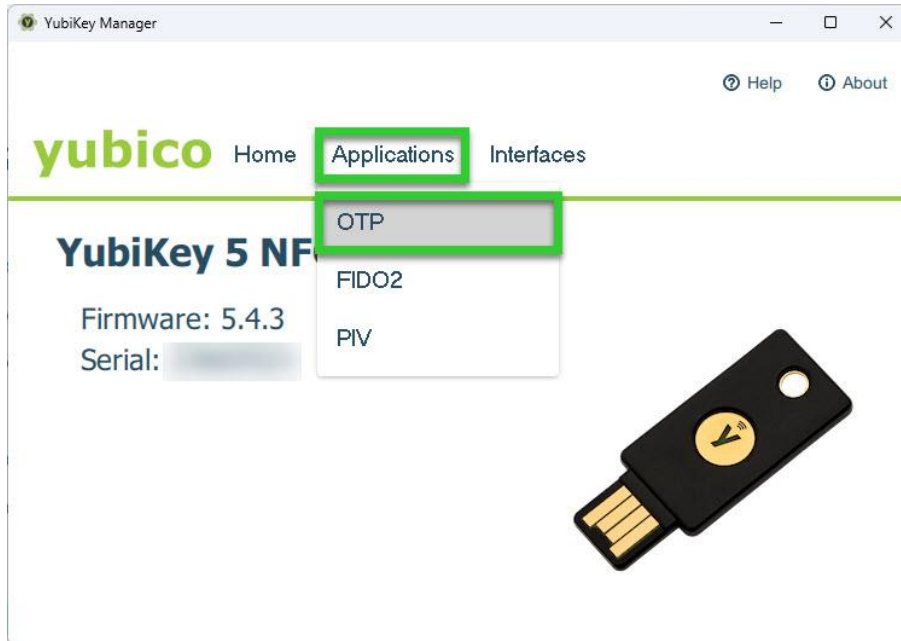 YubiKey Manager
Help About
yubico Home Applications Interfaces
OTP
YubiKey 5 NF
FIDO2
Firmware: 5.4.3
PIV
Serial: